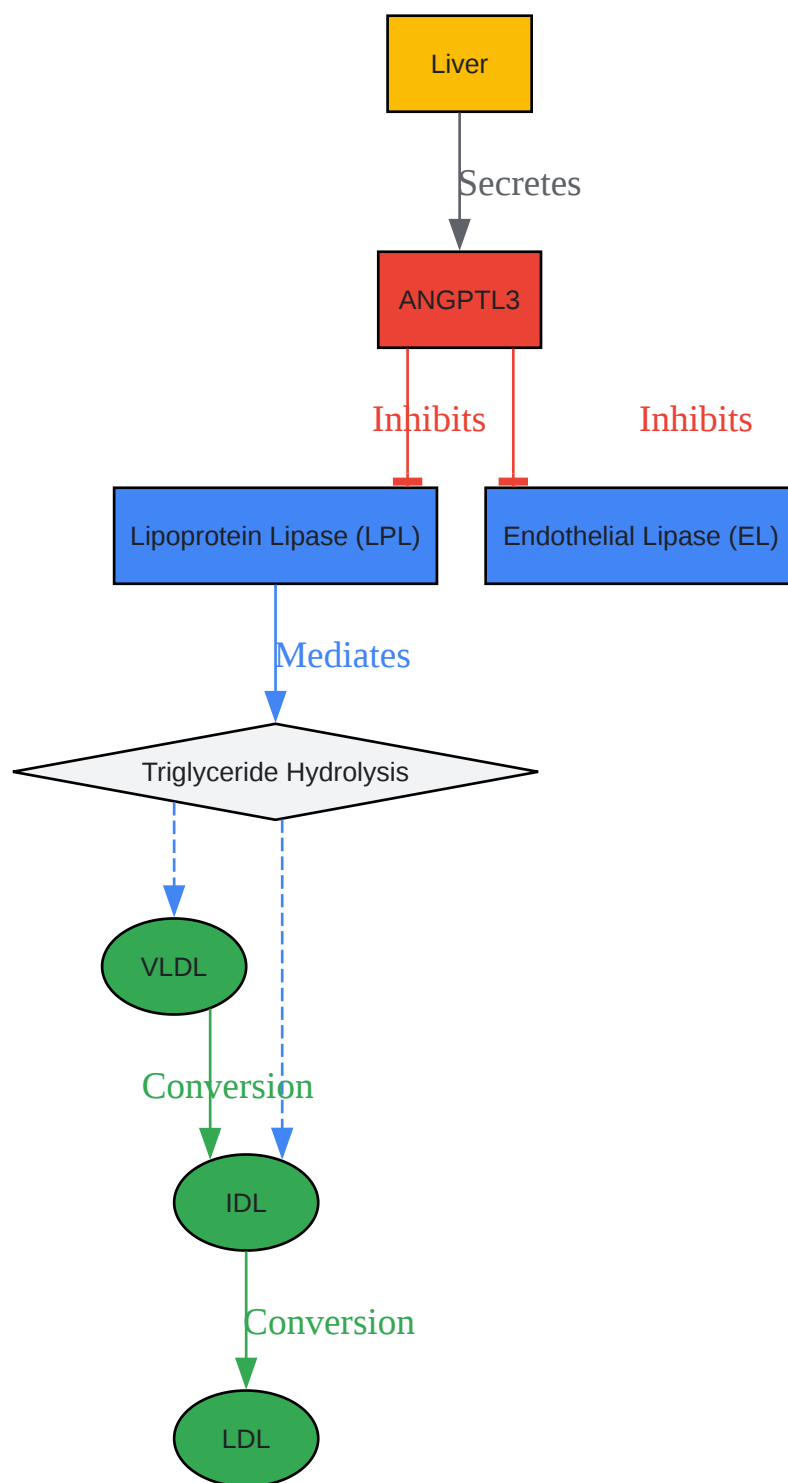 Liver
Secretes
ANGPTL3
Inhibits
Inhibits
Lipoprotein Lipase (LPL)
Endothelial Lipase (EL)
Mediates
Triglyceride Hydrolysis
VLDL
Conversion
IDL
Conversion
LDL